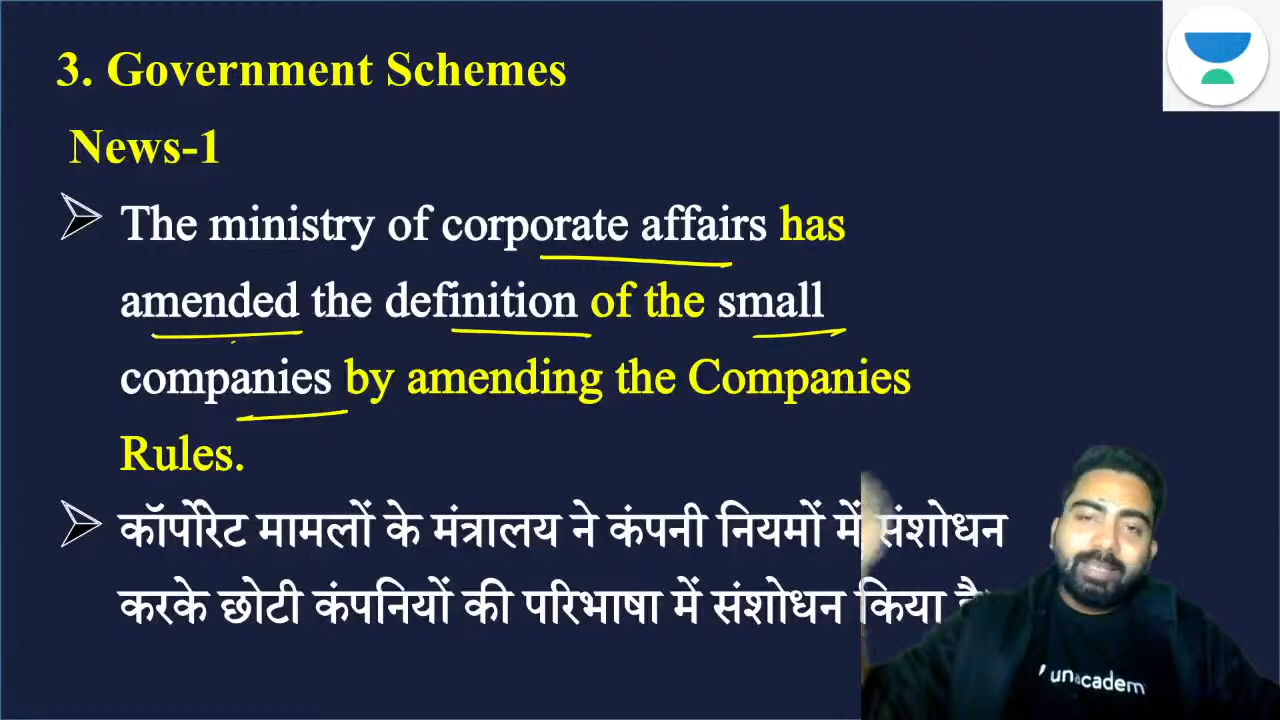 3. Government Schemes
News-1
The ministry of corporate affairs has
amended the definition of the small
companies by amending the Companies
Rules.
कॉर्पोरेट मामलों के मंत्रालय ने कंपनी नियमों में संशोधन
करके छोटी कंपनियों की परिभाषा में संशोधन किया है
unacadem